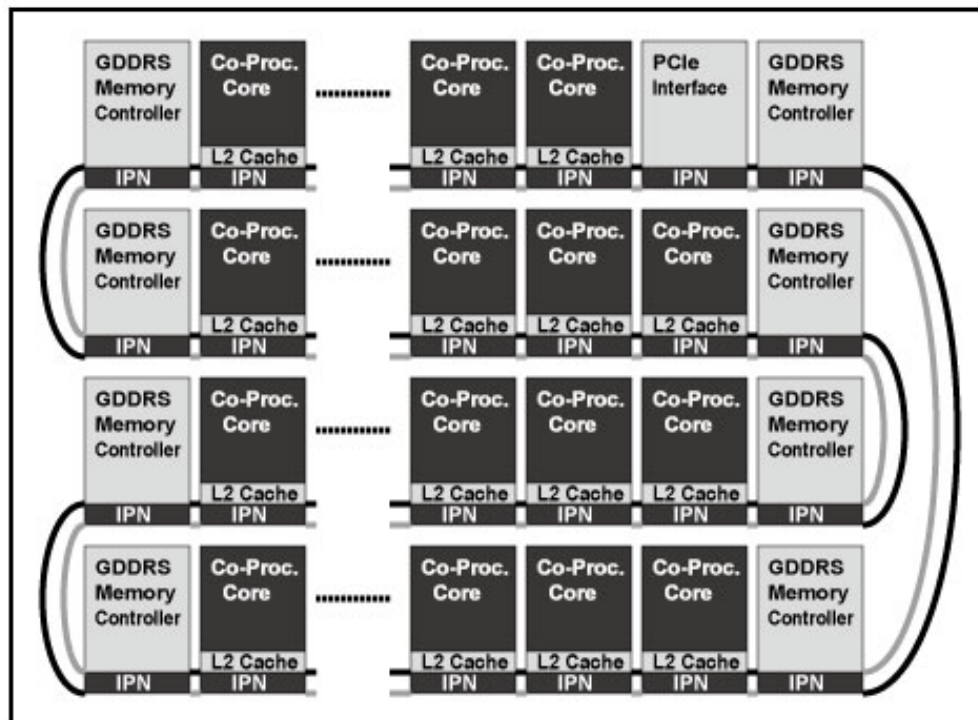 GDDRS
Memory
Controller
IPN
Co-Proc.
Core
L2 Cache
IPN
Co-Proc.
Core
L2 Cache
IPN
Co-Proc.
Core
L2 Cache
IPN
PCIe
Interface
IPN
GDDRS
Memory
Controller
IPN
GDDRS
Memory
Controller
IPN
Co-Proc.
Core
L2 Cache
IPN
Co-Proc.
Core
L2 Cache
IPN
Co-Proc.
Core
L2 Cache
IPN
Co-Proc.
Core
L2 Cache
IPN
GDDRS
Memory
Controller
IPN
GDDRS
Memory
Controller
IPN
Co-Proc.
Core
L2 Cache
IPN
Co-Proc.
Core
L2 Cache
IPN
Co-Proc.
Core
L2 Cache
IPN
Co-Proc.
Core
L2 Cache
IPN
GDDRS
Memory
Controller
IPN
GDDRS
Memory
Controller
IPN
Co-Proc.
Core
L2 Cache
IPN
Co-Proc.
Core
L2 Cache
IPN
Co-Proc.
Core
L2 Cache
IPN
Co-Proc.
Core
L2 Cache
IPN
GDDRS
Memory
Controller
IPN